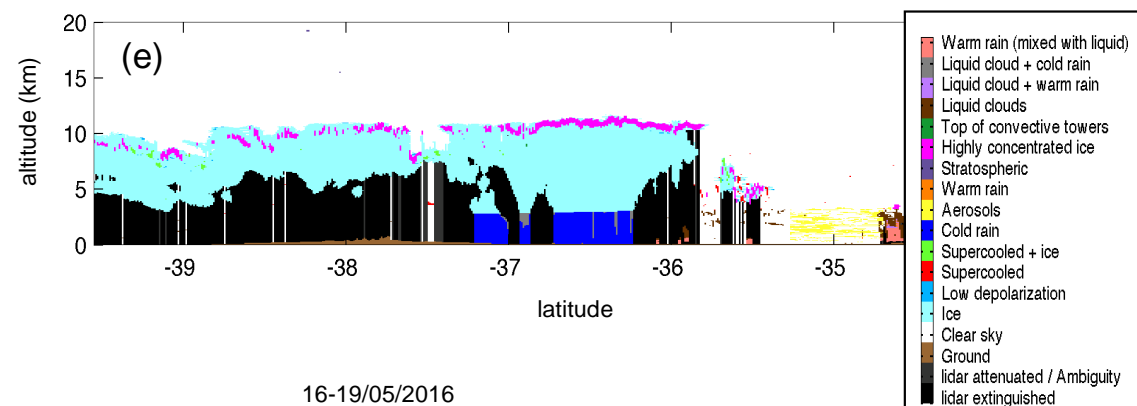 20
15
10
5
0
altitude (km)
(e)
-39
-38
-37
-36
-35
latitude
16-19/05/2016
Warm rain (mixed with liquid)
Liquid cloud + cold rain
Liquid cloud + warm rain
Liquid clouds
Top of convective towers
Highly concentrated ice
Stratospheric
Warm rain
Aerosols
Cold rain
Supercooled + ice
Supercooled
Low depolarization
Ice
Clear sky
Ground
lidar attenuated / Ambiguity
lidar extinguished